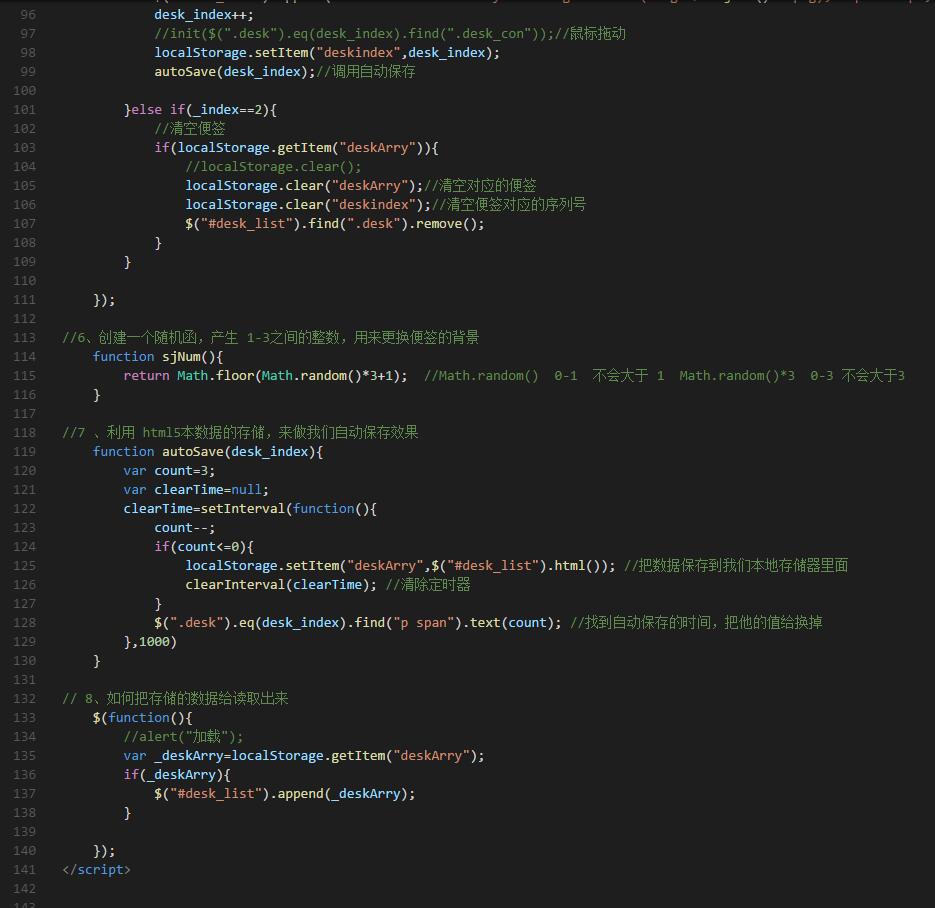 96 desk_index++;
97 //init($(".desk").eq(desk_index).find(".desk_con"));//鼠标拖动
98 localStorage.setItem("deskindex",desk_index);
99 autoSave(desk_index);//调用自动保存
100
101 }else if(_index==2){
102 //清空便签
103 if(localStorage.getItem("deskArry")){
104 //localStorage.clear();
105 localStorage.clear("deskArry");//清空对应的便签
106 localStorage.clear("deskindex");//清空便签对应的序列号
107 $("#desk_list").find(".desk").remove();
108 }
109 }
110
111 });
112
113 //6、创建一个随机函，产生 1-3之间的整数，用来更换便签的背景
114 function sjNum(){
115 return Math.floor(Math.random()*3+1); //Math.random() 0-1 不会大于 1 Math.random()*3 0-3 不会大于3
116 }
117
118 //7 、利用 html5本数据的存储，来做我们自动保存效果
119 function autoSave(desk_index){
120 var count=3;
121 var clearTime=null;
122 clearTime=setInterval(function(){
123 count--;
124 if(count<=0){
125 localStorage.setItem("deskArry",$("#desk_list").html()); //把数据保存到我们本地存储器里面
126 clearInterval(clearTime); //清除定时器
127 }
128 $(".desk").eq(desk_index).find("p span").text(count); //找到自动保存的时间，把他的值给换掉
129 },1000)
130 }
131
132 // 8、如何把存储的数据给读取出来
133 $(function(){
134 //alert("加载");
135 var _deskArry=localStorage.getItem("deskArry");
136 if(_deskArry){
137 $("#desk_list").append(_deskArry);
138 }
139
140 });
141 </script>
142
143